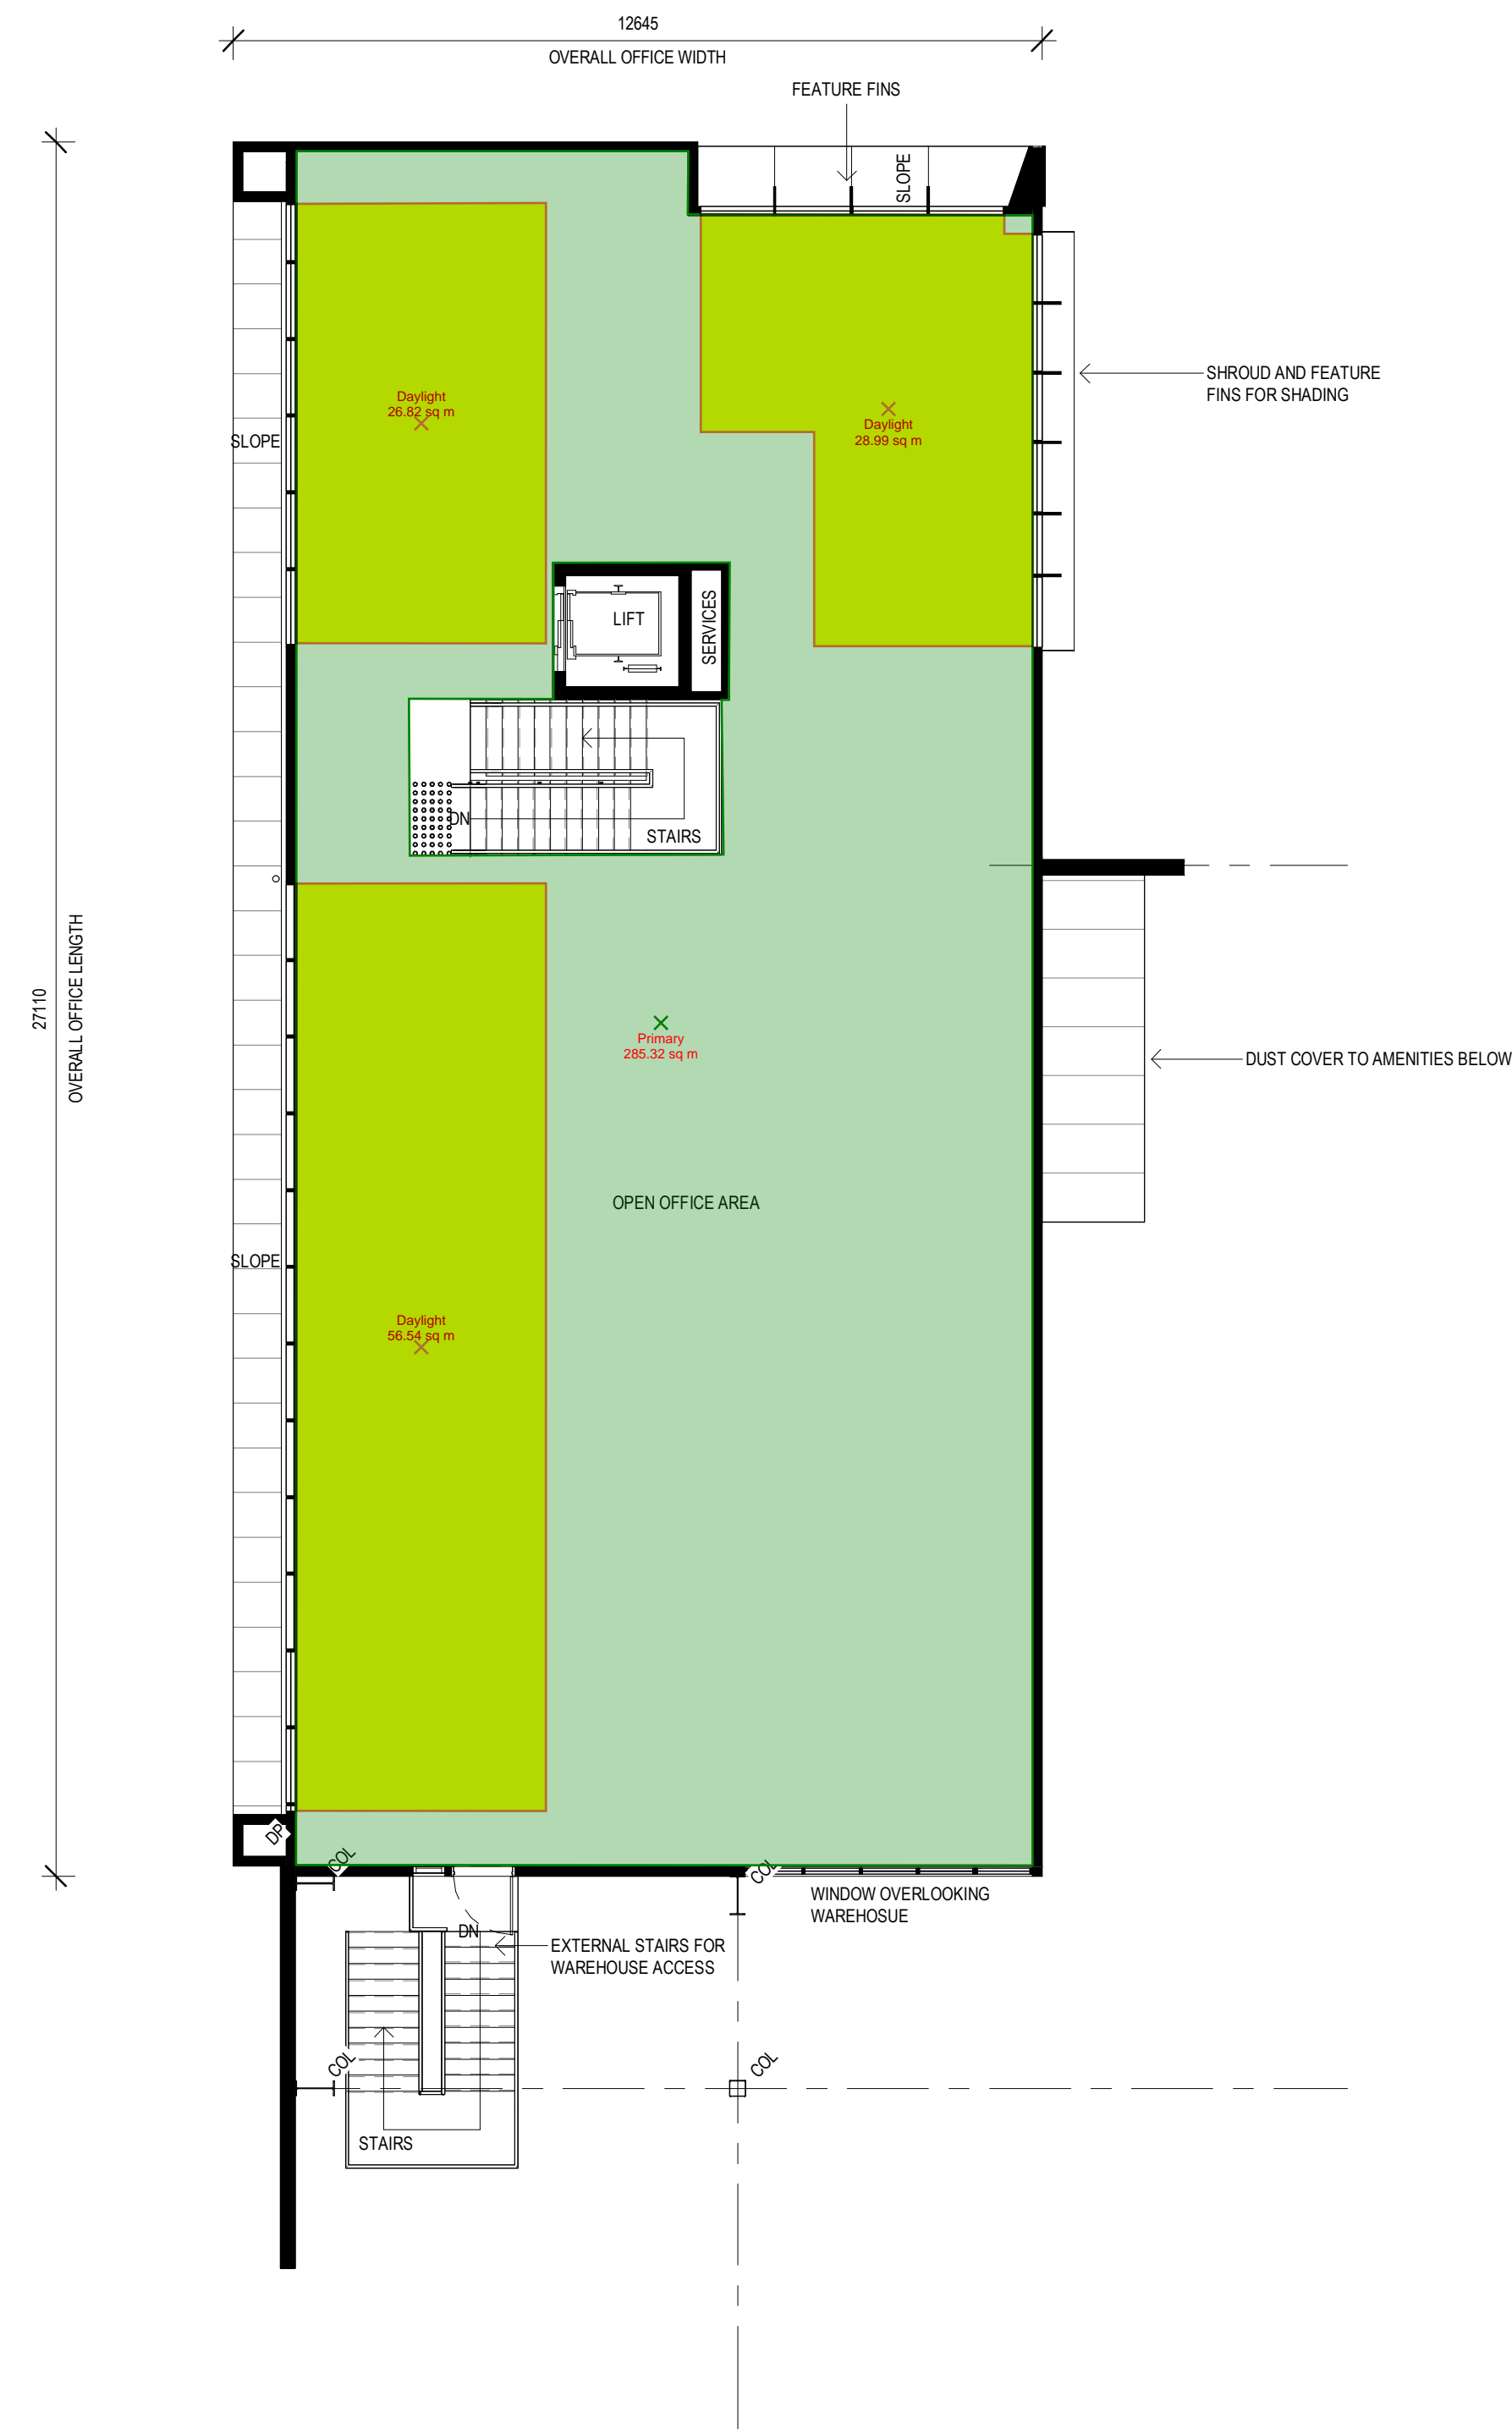 12645
OVERALL OFFICE WIDTH
FEATURE FINS
SLOPE
SHROUD AND FEATURE
FINS FOR SHADING
Daylight
26.82 sq m
Daylight
28.99 sq m
SLOPE
LIFT
SERVICES
DN
STAIRS
27110
OVERALL OFFICE LENGTH
Primary
285.32 sq m
DUST COVER TO AMENITIES BELOW
OPEN OFFICE AREA
SLOPE
Daylight
56.54 sq m
DP
COL
COL
WINDOW OVERLOOKING
WAREHOSUE
DN
EXTERNAL STAIRS FOR
WAREHOUSE ACCESS
COL
COL
STAIRS